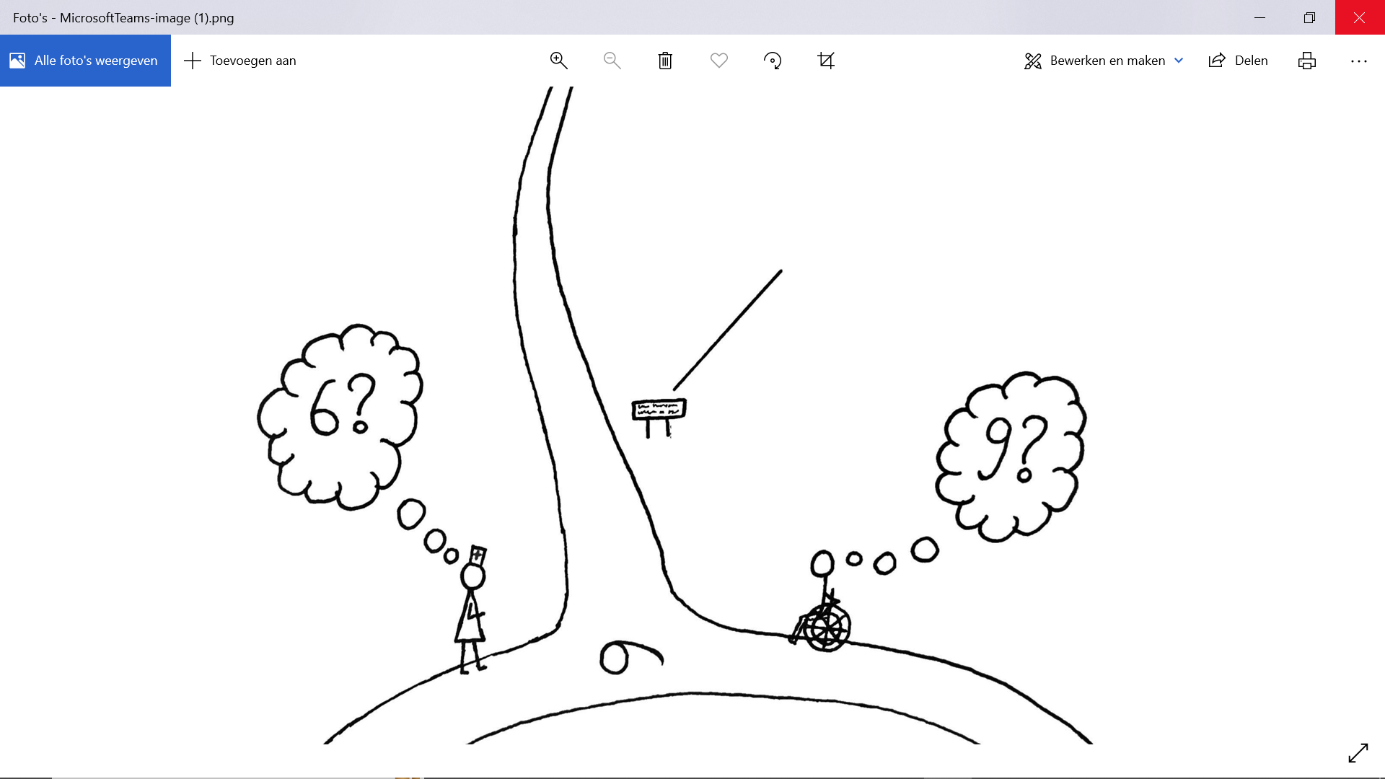 Foto's - MicrosoftTeams-image (1).png
Alle foto's weergeven
Toevoegen aan
Bewerken en maken
Delen
6?
9?